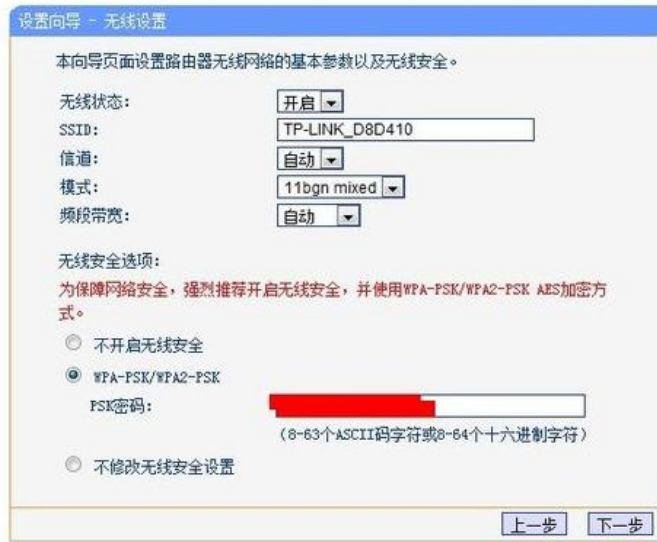 设置向导 - 无线设置
本向导页面设置路由器无线网络的基本参数以及无线安全。
无线状态： 开启
SSID： TP-LINK_D8D410
信道： 自动
模式： 11bgn mixed
频段带宽： 自动
无线安全选项：
为保障网络安全，强烈推荐开启无线安全，并使用WPA-PSK/WPA2-PSK AES加密方
式。
不开启无线安全
WPA-PSK/WPA2-PSK
PSK密码：
（8-63个ASCII码字符或8-64个十六进制字符）
不修改无线安全设置
上一步 下一步